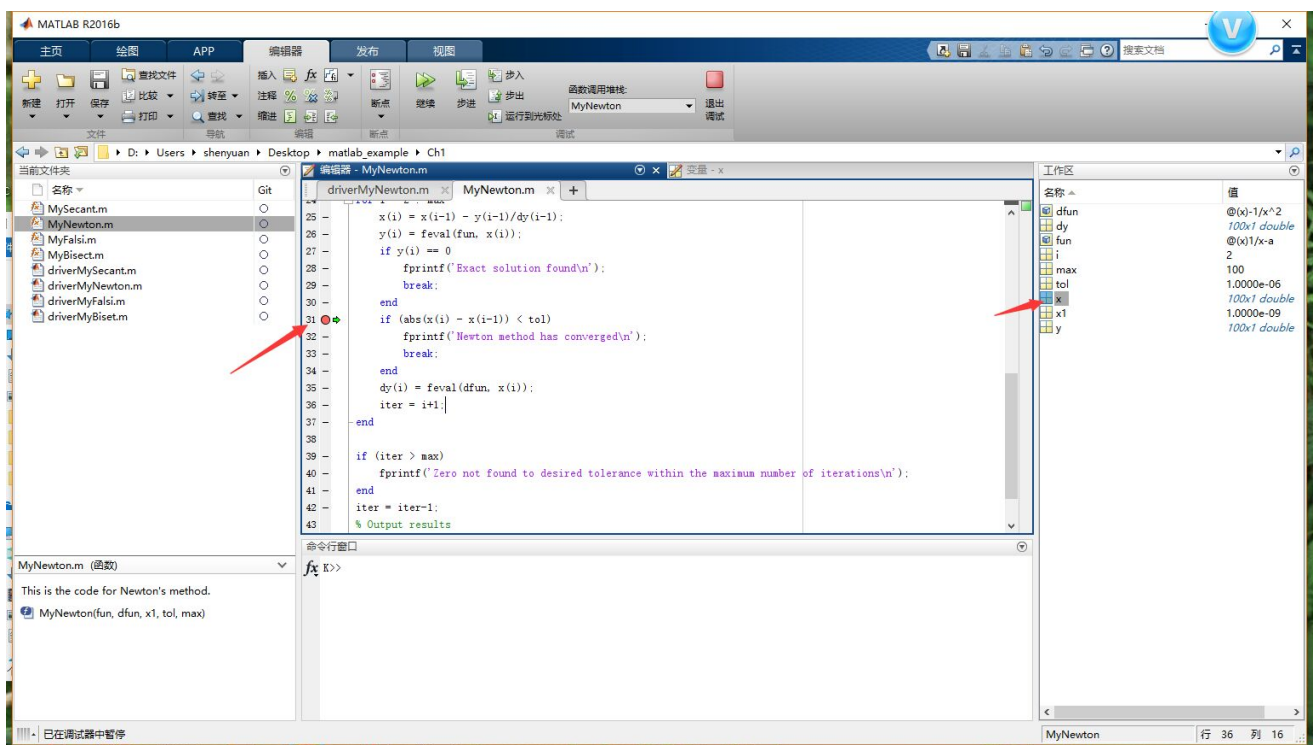 MATLAB R2016b
V
主页 绘图 APP 编辑器 发布 视图 搜索文档
新建 打开 保存 查找文件 比较 打印 转至 查找 插入 注释 缩进 fx 断点 继续 步进 步入 步出 运行到光标处 函数调用堆栈: MyNewton 退出调试
文件 导航 编辑 断点 调试
D: Users shenyuan Desktop matlab_example Ch1
当前文件夹
名称 Git
MySecant.m
MyNewton.m
MyFalsi.m
MyBisect.m
driverMySecant.m
driverMyNewton.m
driverMyFalsi.m
driverMyBiset.m
MyNewton.m (函数)
This is the code for Newton's method.
MyNewton(fun, dfun, x1, tol, max)
编辑器 - MyNewton.m 变量 - x
driverMyNewton.m MyNewton.m +
25 – x(i) = x(i-1) - y(i-1)/dy(i-1);
26 – y(i) = feval(fun, x(i));
27 – if y(i) == 0
28 – fprintf('Exact solution found\n');
29 – break;
30 – end
31 if (abs(x(i) - x(i-1)) < tol)
32 – fprintf('Newton method has converged\n');
33 – break;
34 – end
35 – dy(i) = feval(dfun, x(i));
36 – iter = i+1;
37 – end
38
39 – if (iter > max)
40 – fprintf('Zero not found to desired tolerance within the maximum number of iterations\n');
41 – end
42 – iter = iter-1;
43 % Output results
命令行窗口
fx K>>
工作区
名称 值
dfun @(x)-1/x^2
dy 100x1 double
fun @(x)1/x-a
i 2
max 100
tol 1.0000e-06
x 100x1 double
x1 1.0000e-09
y 100x1 double
已在调试器中暂停 MyNewton 行 36 列 16